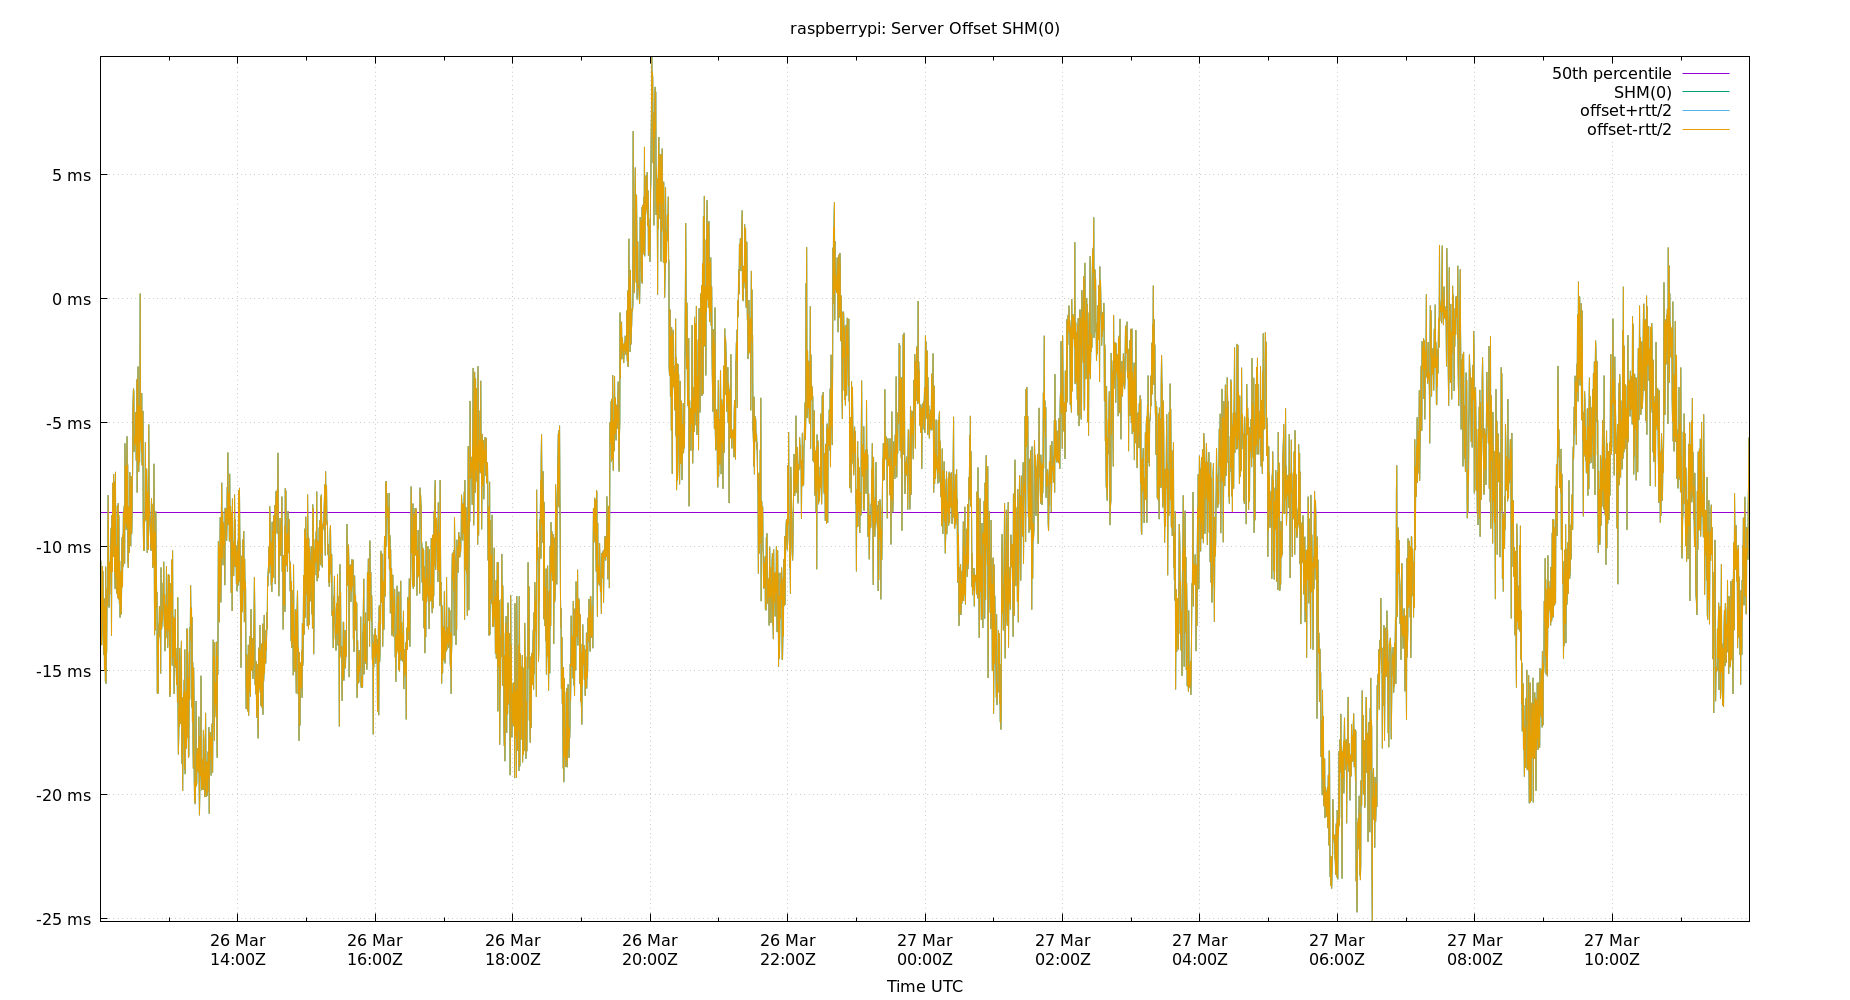 raspberrypi: Server Offset SHM(0)
50th percentile
SHM(0)
offset+rtt/2
offset-rtt/2
5 ms
0 ms
-5 ms
-10 ms
-15 ms
-20 ms
-25 ms
26 Mar 26 Mar 26 Mar 26 Mar 26 Mar 27 Mar 27 Mar 27 Mar 27 Mar 27 Mar 27 Mar
14:00Z 16:00Z 18:00Z 20:00Z 22:00Z 00:00Z 02:00Z 04:00Z 06:00Z 08:00Z 10:00Z
Time UTC